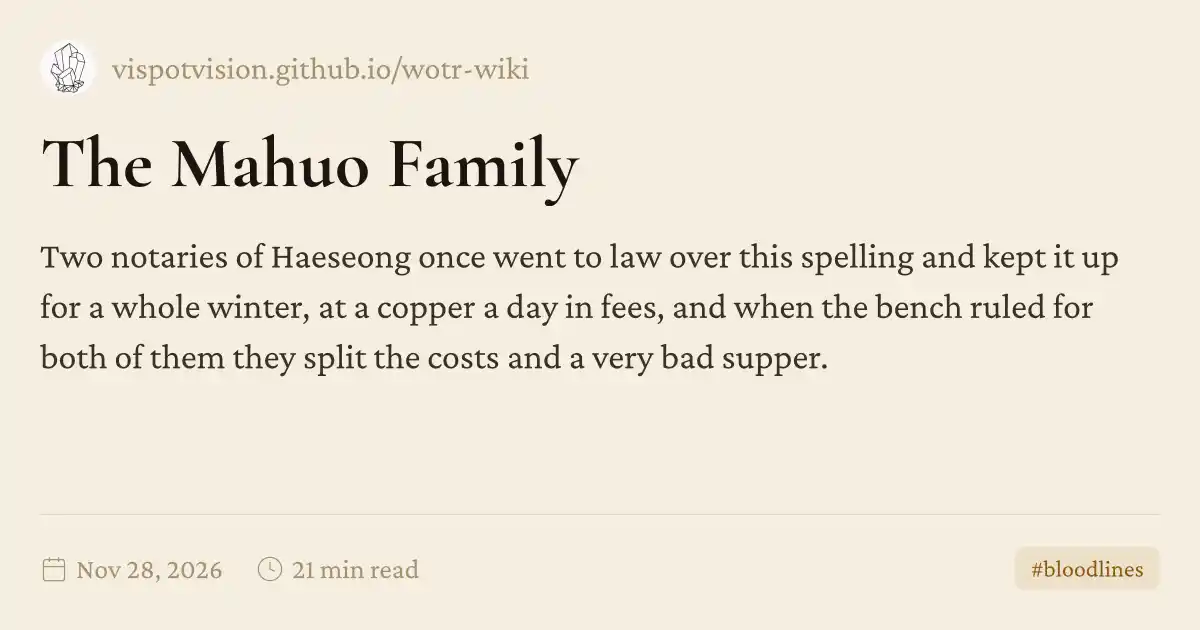 vispotvision.github.io/wotr-wiki
The Mahuo Family
Two notaries of Haeseong once went to law over this spelling and kept it up
for a whole winter, at a copper a day in fees, and when the bench ruled for
both of them they split the costs and a very bad supper.
Nov 28, 2026
21 min read
#bloodlines